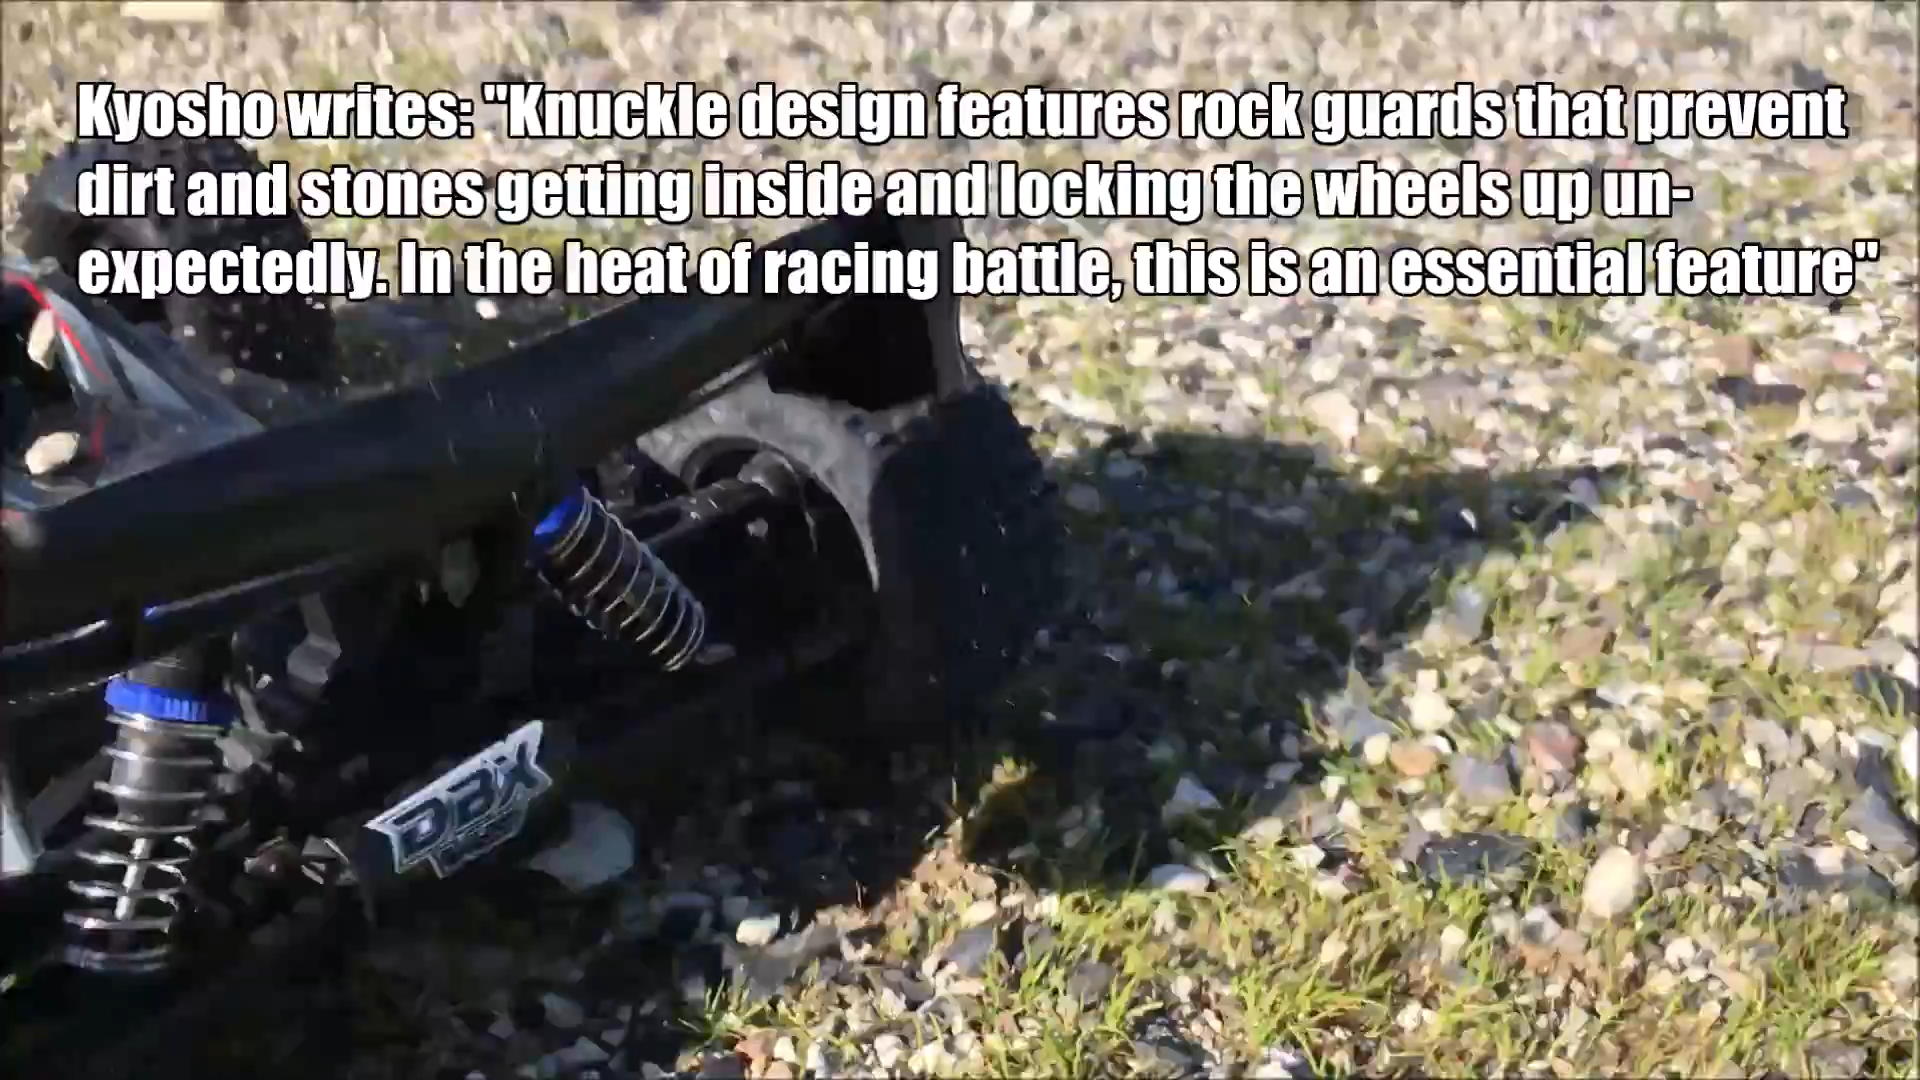 Kyosho writes: "Knuckle design features rock guards that prevent
dirt and stones getting inside and locking the wheels up un-
expectedly. In the heat of racing battle, this is an essential feature"
DBX